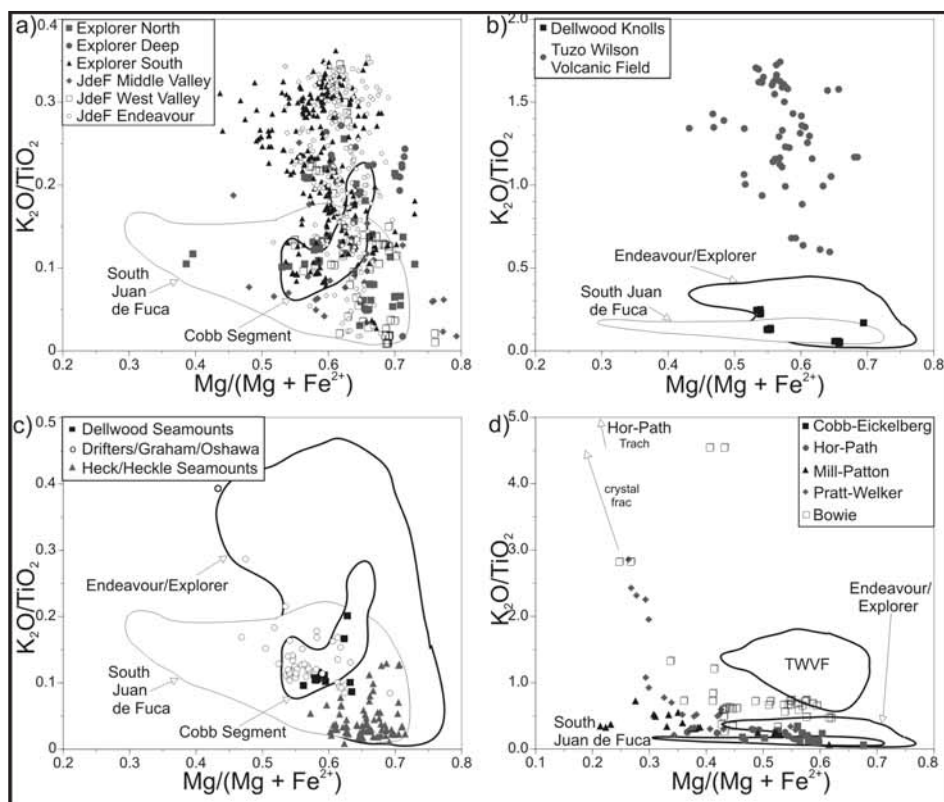 a)
0.4
0.3
0.2
0.1
0
K2O/TiO2
Explorer North
Explorer Deep
Explorer South
JdeF Middle Valley
JdeF West Valley
JdeF Endeavour
South
Juan
de Fuca
Cobb Segment
0.2 0.3 0.4 0.5 0.6 0.7 0.8
Mg/(Mg + Fe2+)
b)
2.0
1.5
1.0
0.5
0.0
K2O/TiO2
Dellwood Knolls
Tuzo Wilson
Volcanic Field
Endeavour/Explorer
South Juan
de Fuca
0.2 0.3 0.4 0.5 0.6 0.7 0.8
Mg/(Mg + Fe2+)
c)
0.5
0.4
0.3
0.2
0.1
0
K2O/TiO2
Dellwood Seamounts
Drifters/Graham/Oshawa
Heck/Heckle Seamounts
Endeavour/Explorer
South
Juan
de Fuca
Cobb Segment
0.2 0.3 0.4 0.5 0.6 0.7 0.8
Mg/(Mg + Fe2+)
d)
5.0
4.0
3.0
2.0
1.0
0.0
K2O/TiO2
Hor-Path
Trach
crystal
frac
Cobb-Eickelberg
Hor-Path
Mill-Patton
Pratt-Welker
Bowie
Endeavour/
Explorer
TWVF
South
Juan de Fuca
0.1 0.2 0.3 0.4 0.5 0.6 0.7 0.8
Mg/(Mg + Fe2+)